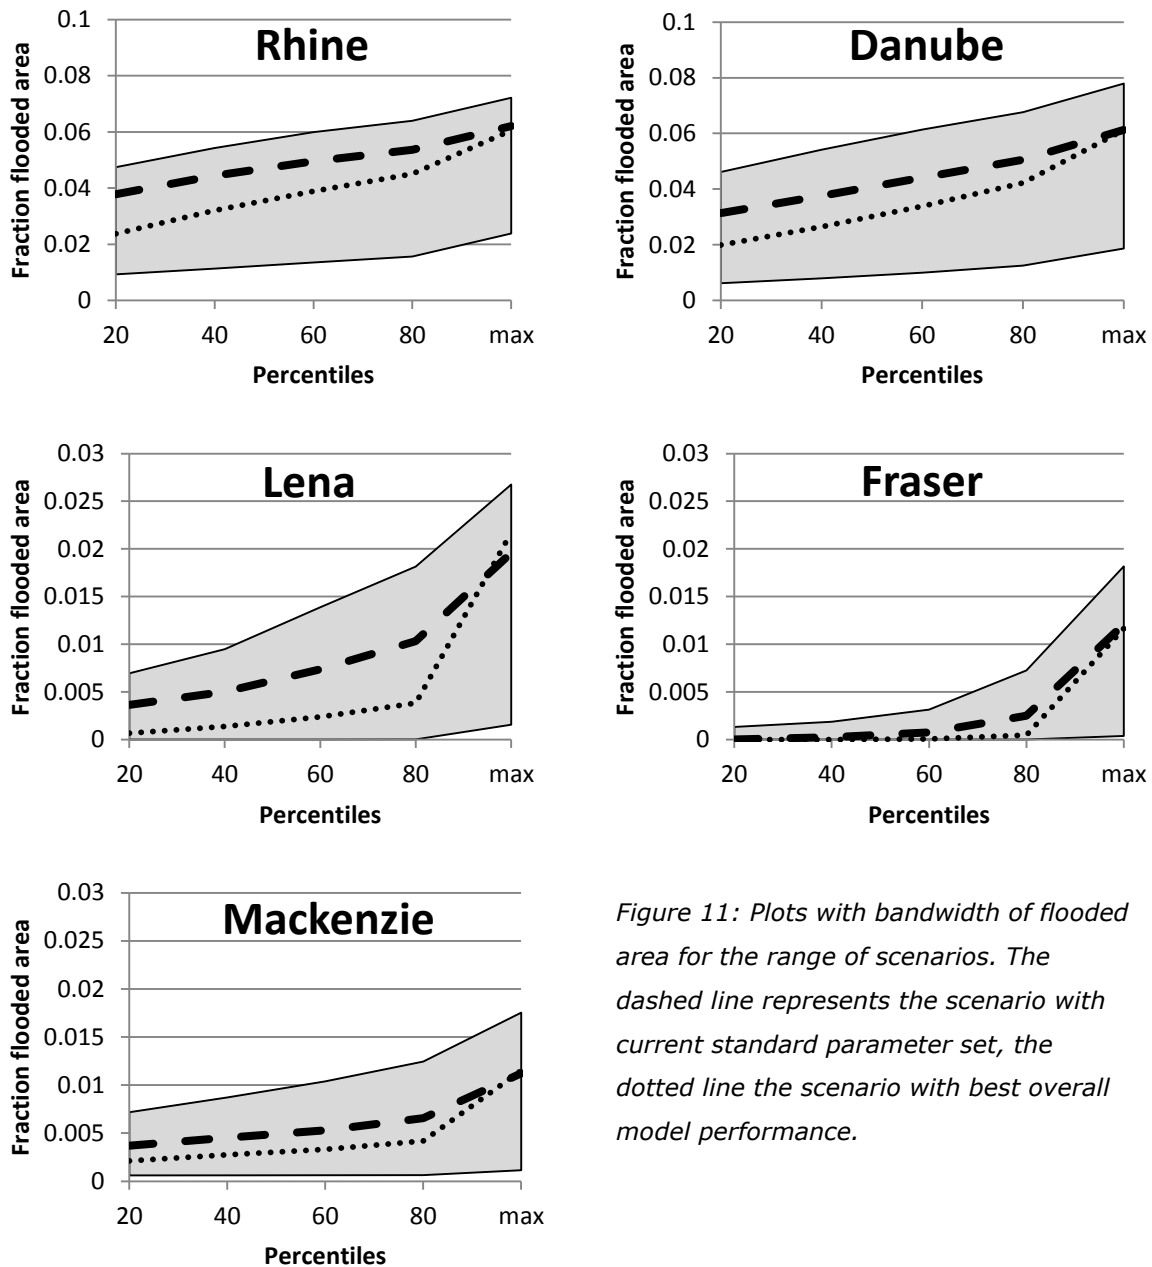 Rhine
Fraction flooded area
0.1
0.08
0.06
0.04
0.02
0
20 40 60 80 max
Percentiles
Danube
Fraction flooded area
0.1
0.08
0.06
0.04
0.02
0
20 40 60 80 max
Percentiles
Lena
Fraction flooded area
0.03
0.025
0.02
0.015
0.01
0.005
0
20 40 60 80 max
Percentiles
Fraser
Fraction flooded area
0.03
0.025
0.02
0.015
0.01
0.005
0
20 40 60 80 max
Percentiles
Mackenzie
Fraction flooded area
0.03
0.025
0.02
0.015
0.01
0.005
0
20 40 60 80 max
Percentiles
Figure 11: Plots with bandwidth of flooded
area for the range of scenarios. The
dashed line represents the scenario with
current standard parameter set, the
dotted line the scenario with best overall
model performance.